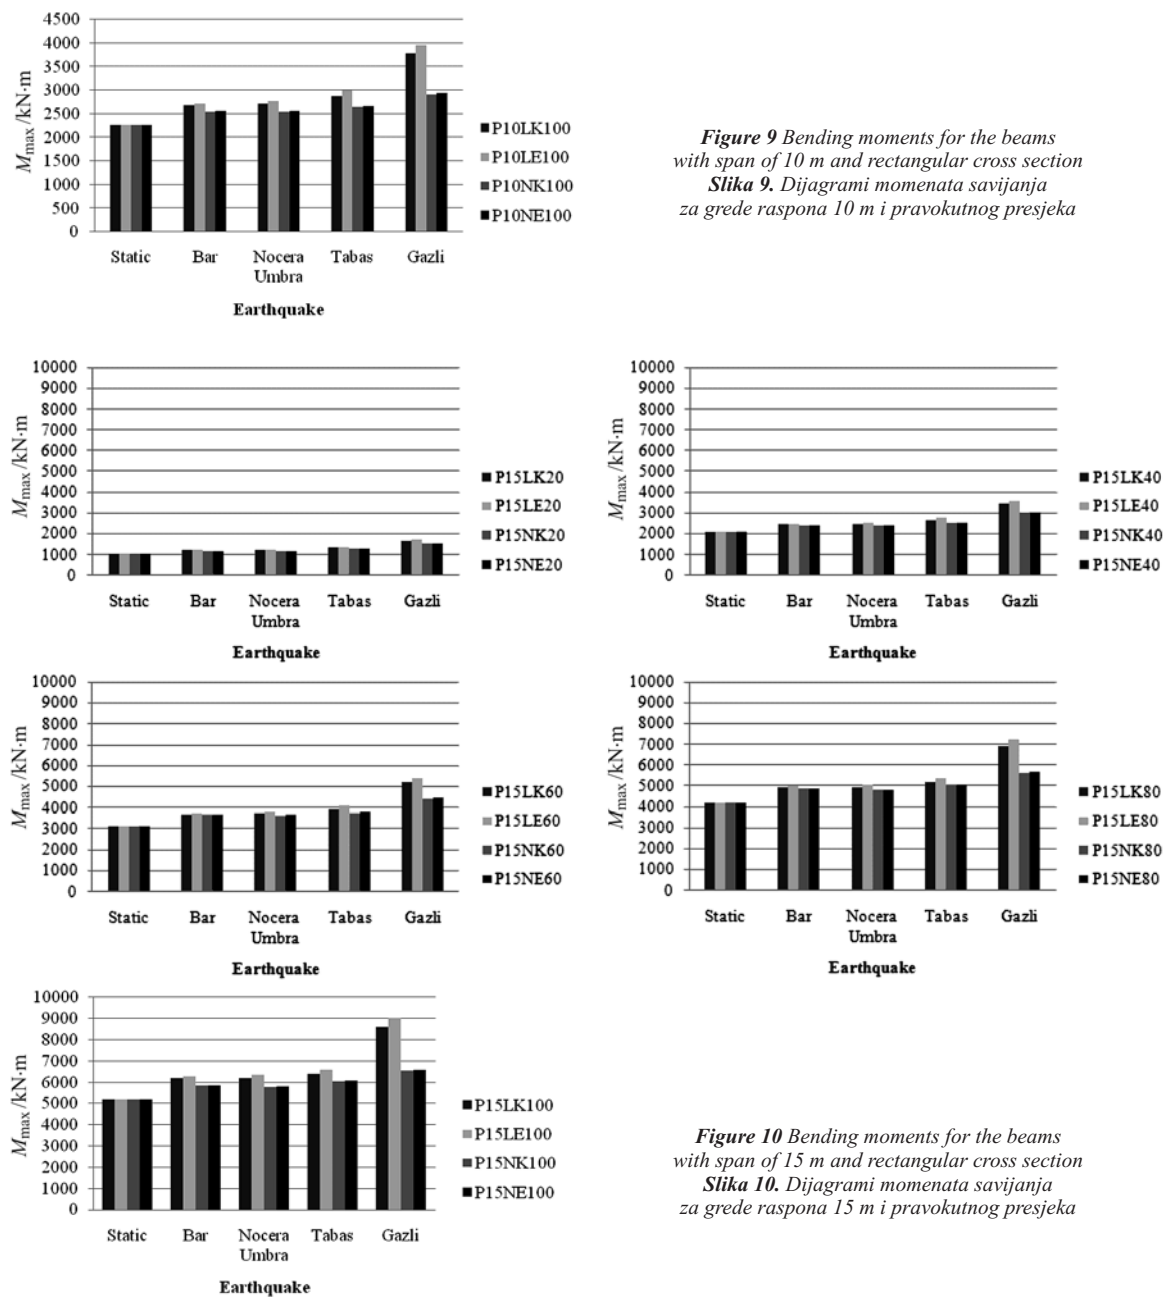 4500
4000
3500
3000
2500
2000
1500
1000
500
0
Mmax/kN·m
Static Bar Nocera Umbra Tabas Gazli
Earthquake
P10LK100
P10LE100
P10NK100
P10NE100
Figure 9 Bending moments for the beams
with span of 10 m and rectangular cross section
Slika 9. Dijagrami momenata savijanja
za grede raspona 10 m i pravokutnog presjeka
10000
9000
8000
7000
6000
5000
4000
3000
2000
1000
0
Mmax/kN·m
Static Bar Nocera Umbra Tabas Gazli
Earthquake
P15LK20
P15LE20
P15NK20
P15NE20
10000
9000
8000
7000
6000
5000
4000
3000
2000
1000
0
Mmax/kN·m
Static Bar Nocera Umbra Tabas Gazli
Earthquake
P15LK40
P15LE40
P15NK40
P15NE40
10000
9000
8000
7000
6000
5000
4000
3000
2000
1000
0
Mmax/kN·m
Static Bar Nocera Umbra Tabas Gazli
Earthquake
P15LK60
P15LE60
P15NK60
P15NE60
10000
9000
8000
7000
6000
5000
4000
3000
2000
1000
0
Mmax/kN·m
Static Bar Nocera Umbra Tabas Gazli
Earthquake
P15LK80
P15LE80
P15NK80
P15NE80
10000
9000
8000
7000
6000
5000
4000
3000
2000
1000
0
Mmax/kN·m
Static Bar Nocera Umbra Tabas Gazli
Earthquake
P15LK100
P15LE100
P15NK100
P15NE100
Figure 10 Bending moments for the beams
with span of 15 m and rectangular cross section
Slika 10. Dijagrami momenata savijanja
za grede raspona 15 m i pravokutnog presjeka